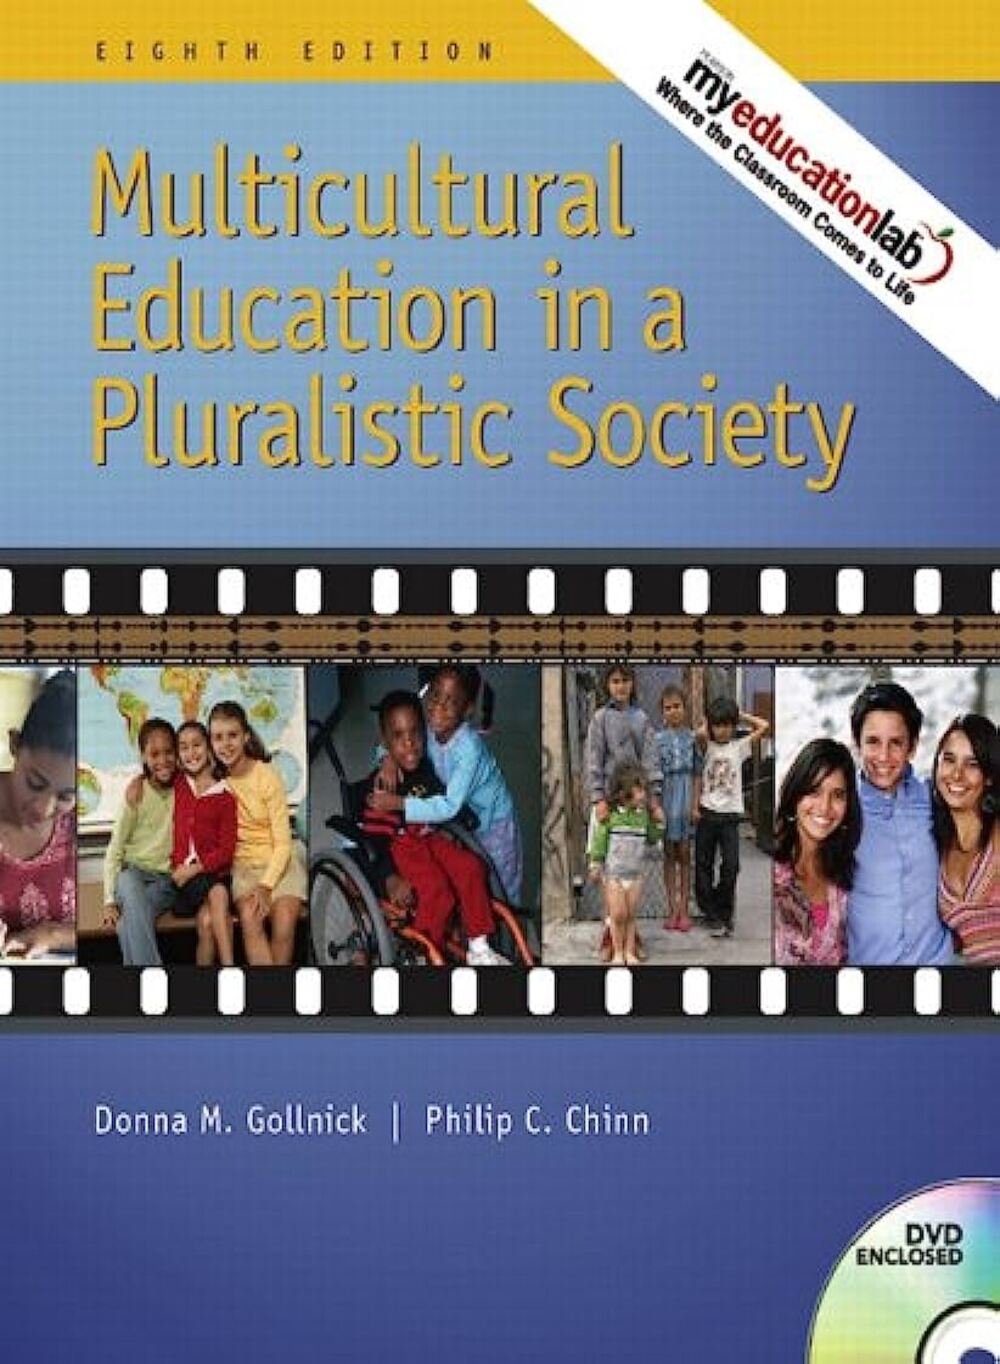 EIGHTH EDITION
PEARSON
myeducationlab
Where the Classroom Comes to Life
Multicultural
Education in a
Pluralistic Society
Donna M. Gollnick | Philip C. Chinn
DVD
ENCLOSED